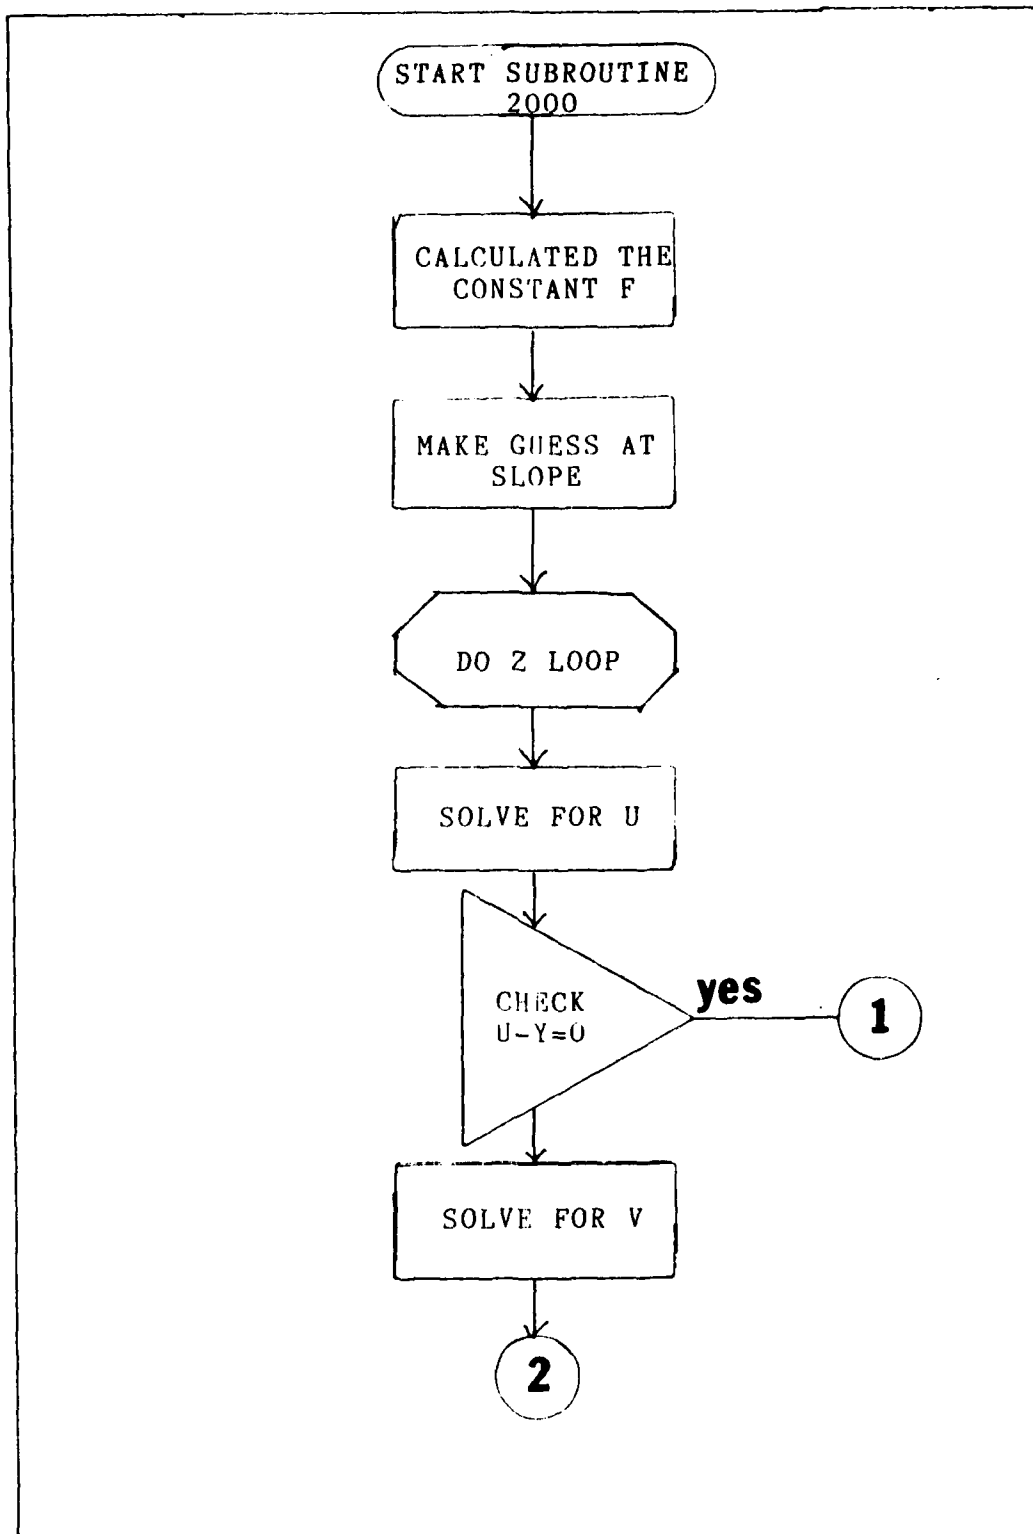 START SUBROUTINE
2000
CALCULATED THE
CONSTANT F
MAKE GUESS AT
SLOPE
DO Z LOOP
SOLVE FOR U
CHECK
U-Y=0
yes
1
SOLVE FOR V
2